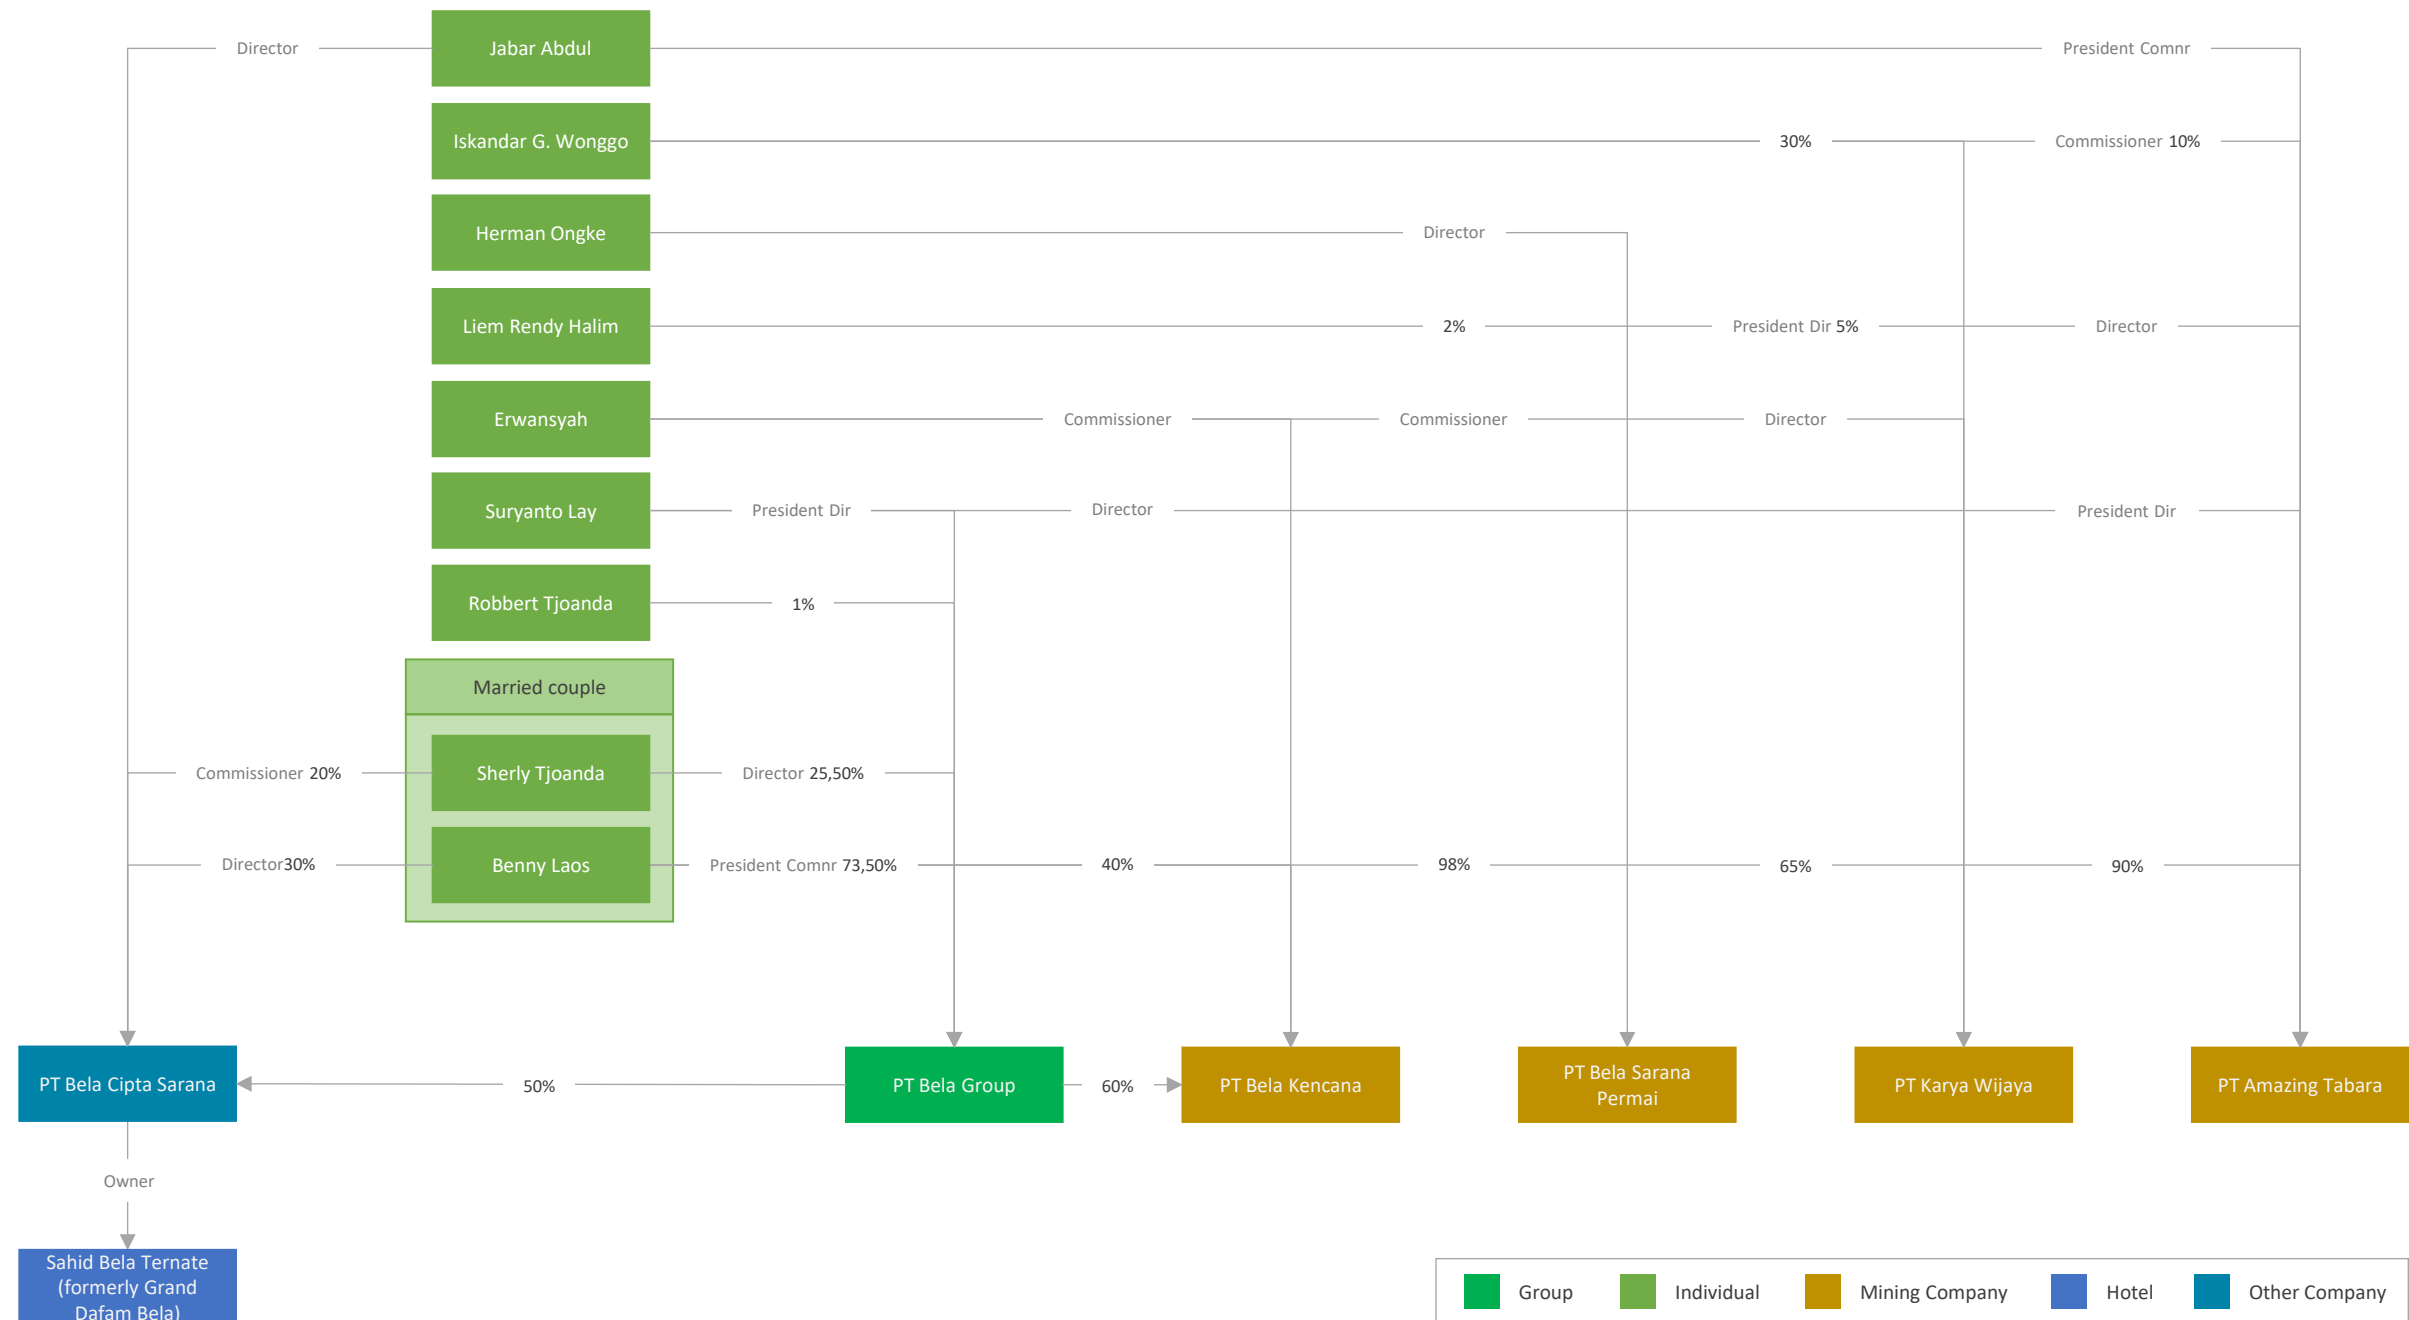 Director
Jabar Abdul
President Comnr
Iskandar G. Wonggo
30%
Commissioner 10%
Herman Ongke
Director
Liem Rendy Halim
2%
President Dir 5%
Director
Erwansyah
Commissioner
Commissioner
Director
Suryanto Lay
President Dir
Director
President Dir
Robbert Tjoanda
1%
Married couple
Commissioner 20%
Sherly Tjoanda
Director 25,50%
Director30%
Benny Laos
President Comnr 73,50%
40%
98%
65%
90%
PT Bela Cipta Sarana
50%
PT Bela Group
60%
PT Bela Kencana
PT Bela Sarana
Permai
PT Karya Wijaya
PT Amazing Tabara
Owner
Sahid Bela Ternate
(formerly Grand
Dafam Bela)
Group
Individual
Mining Company
Hotel
Other Company